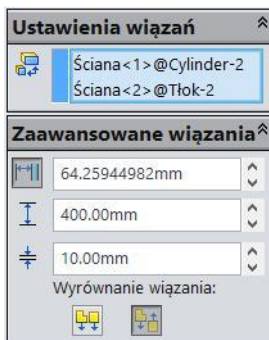 Ustawienia wiązań
Ściana<1>@Cylinder-2
Ściana<2>@Tłok-2
Zaawansowane wiązania
64.25944982mm
400.00mm
10.00mm
Wyrównanie wiązania: